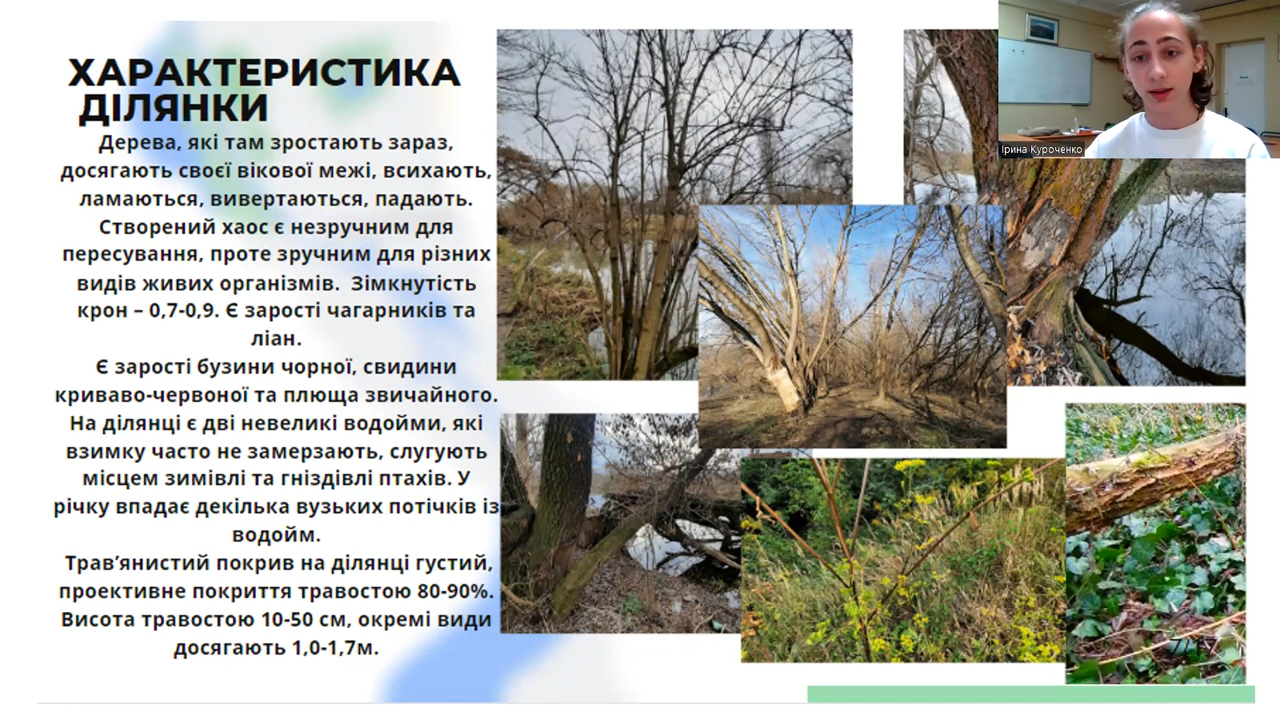 ХАРАКТЕРИСТИКА
ДІЛЯНКИ
Дерева, які там зростають зараз,
досягають своєї вікової межі, всихають,
ламаються, вивертаються, падають.
Створений хаос є незручним для
пересування, проте зручним для різних
видів живих організмів. Зімкнутість
крон – 0,7-0,9. Є зарості чагарників та
ліан.
Є зарості бузини чорної, свидини
криваво-червоної та плюща звичайного.
На ділянці є дві невеликі водойми, які
взимку часто не замерзають, слугують
місцем зимівлі та гніздівлі птахів. У
річку впадає декілька вузьких потічків із
водойм.
Трав’янистий покрив на ділянці густий,
проективне покриття травостою 80-90%.
Висота травостою 10-50 см, окремі види
досягають 1,0-1,7м.
Ірина Куроченко